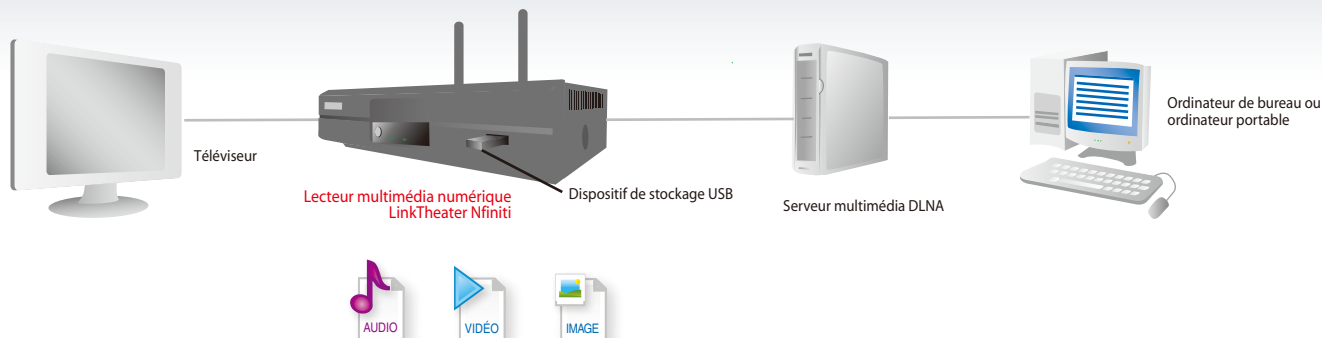 Ordinateur de bureau ou
ordinateur portable
Téléviseur
Lecteur multimédia numérique
LinkTheater Nfiniti
Dispositif de stockage USB
Serveur multimédia DLNA
AUDIO
VIDÉO
IMAGE